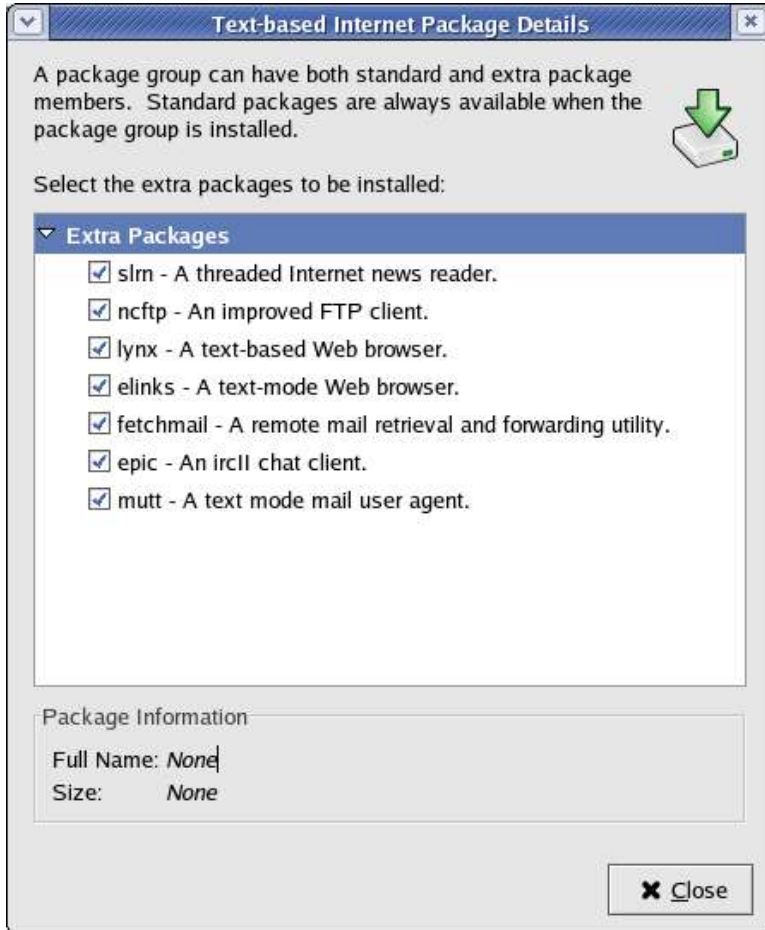 Text-based Internet Package Details
A package group can have both standard and extra package
members.  Standard packages are always available when the
package group is installed.
Select the extra packages to be installed:
Extra Packages
slrn - A threaded Internet news reader.
ncftp - An improved FTP client.
lynx - A text-based Web browser.
elinks - A text-mode Web browser.
fetchmail - A remote mail retrieval and forwarding utility.
epic - An ircII chat client.
mutt - A text mode mail user agent.
Package Information
Full Name: None
Size: None
Close